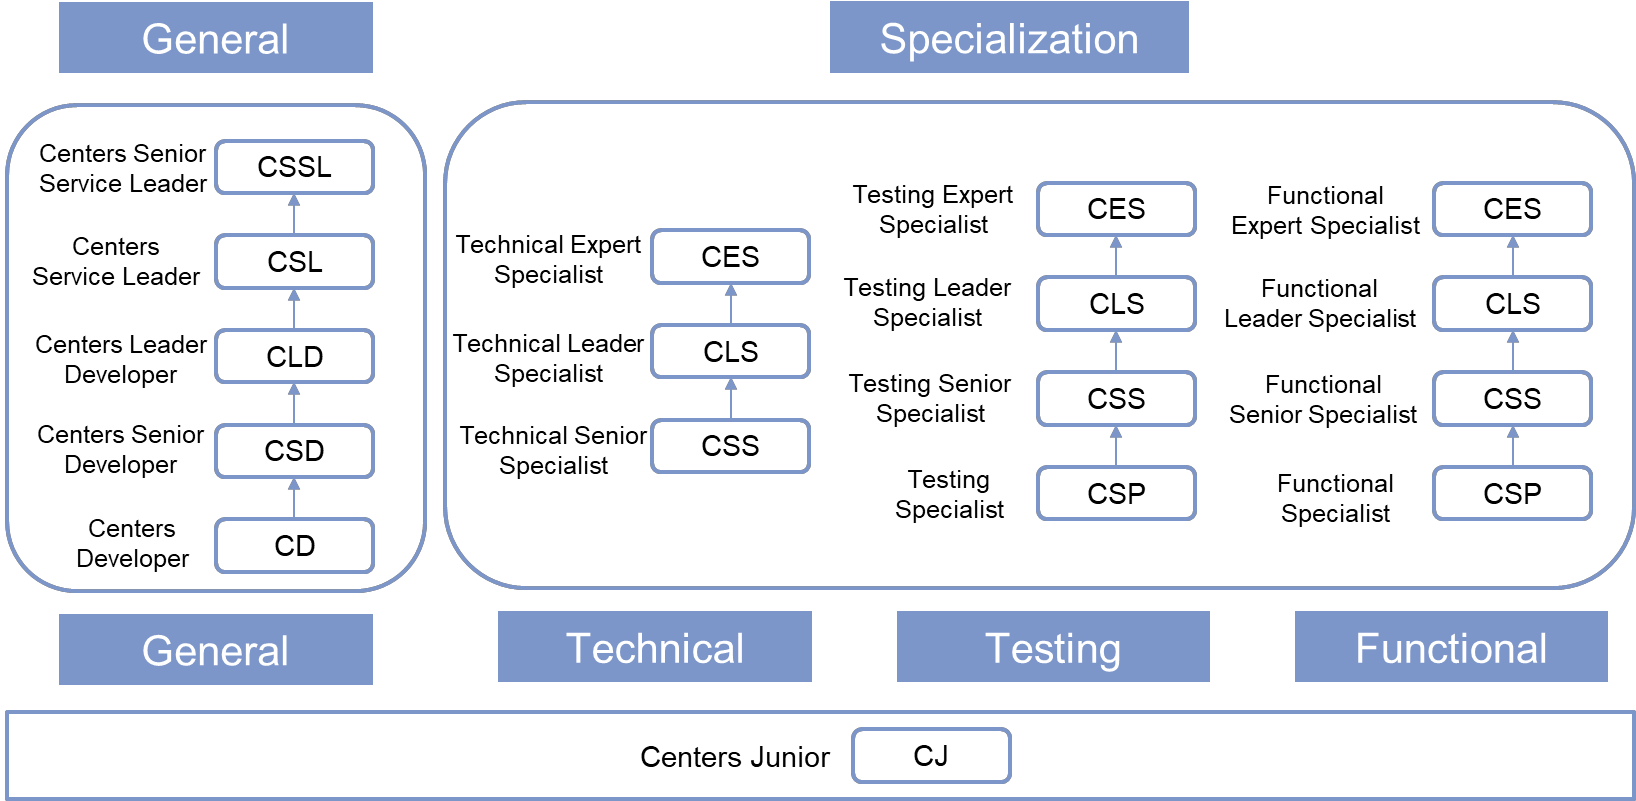 General
Specialization
Centers Senior
Service Leader
CSSL
Centers
Service Leader
CSL
Centers Leader
Developer
CLD
Centers Senior
Developer
CSD
Centers
Developer
CD
Technical Expert
Specialist
CES
Technical Leader
Specialist
CLS
Technical Senior
Specialist
CSS
Testing Expert
Specialist
CES
Testing Leader
Specialist
CLS
Testing Senior
Specialist
CSS
Testing
Specialist
CSP
Functional
Expert Specialist
CES
Functional
Leader Specialist
CLS
Functional
Senior Specialist
CSS
Functional
Specialist
CSP
General
Technical
Testing
Functional
Centers Junior
CJ